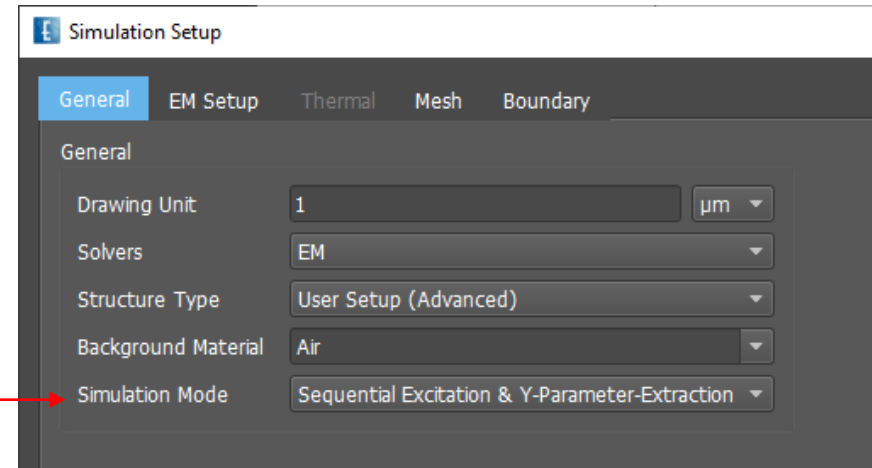 Simulation Setup
General EM Setup Thermal Mesh Boundary
General
Drawing Unit 1 µm
Solvers EM
Structure Type User Setup (Advanced)
Background Material Air
Simulation Mode Sequential Excitation & Y-Parameter-Extraction